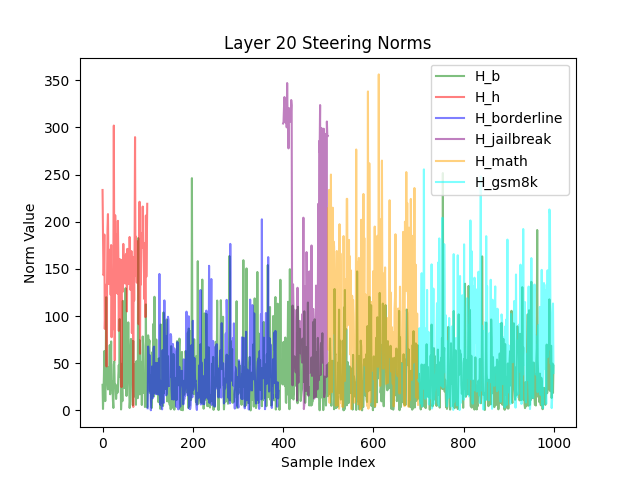 Layer 20 Steering Norms
Norm Value
350
300
250
200
150
100
50
0
H_b
H_h
H_borderline
H_jailbreak
H_math
H_gsm8k
0
200
400
600
800
1000
Sample Index